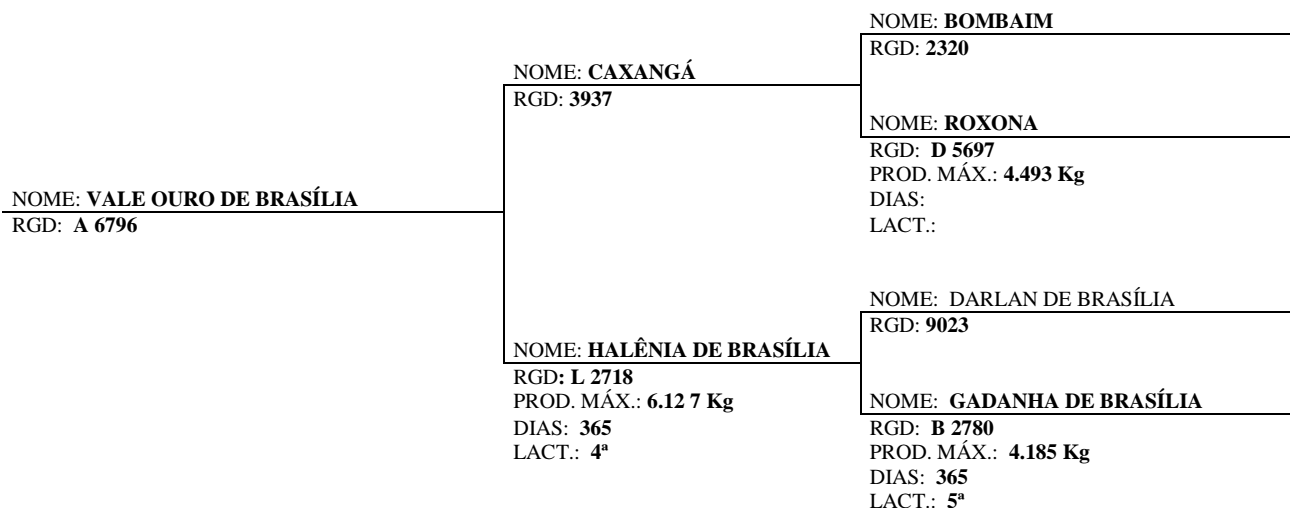 NOME: BOMBAIM
RGD: 2320
NOME: CAXANGÁ
RGD: 3937
NOME: ROXONA
RGD: D 5697
PROD. MÁX.: 4.493 Kg
DIAS:
LACT.:
NOME: VALE OURO DE BRASÍLIA
RGD: A 6796
NOME: DARLAN DE BRASÍLIA
RGD: 9023
NOME: HALÊNIA DE BRASÍLIA
RGD: L 2718
PROD. MÁX.: 6.12 7 Kg
DIAS: 365
LACT.: 4ª
NOME: GADANHA DE BRASÍLIA
RGD: B 2780
PROD. MÁX.: 4.185 Kg
DIAS: 365
LACT.: 5ª